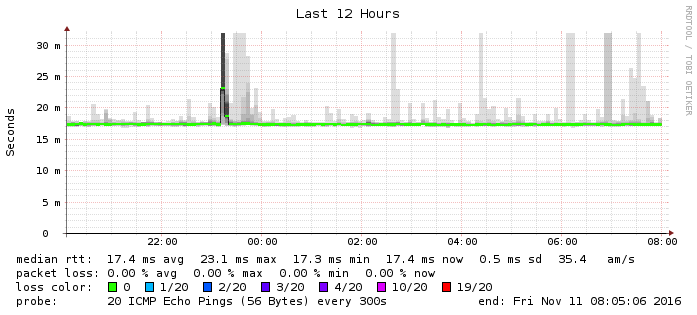 Last 12 Hours
RRDTOOL / TOBI OETIKER
Seconds
30 m
25 m
20 m
15 m
10 m
5 m
0
22:00 00:00 02:00 04:00 06:00 08:00
median rtt: 17.4 ms avg 23.1 ms max 17.3 ms min 17.4 ms now 0.5 ms sd 35.4 am/s
packet loss: 0.00 % avg 0.00 % max 0.00 % min 0.00 % now
loss color: 0 1/20 2/20 3/20 4/20 10/20 19/20
probe: 20 ICMP Echo Pings (56 Bytes) every 300s end: Fri Nov 11 08:05:06 2016